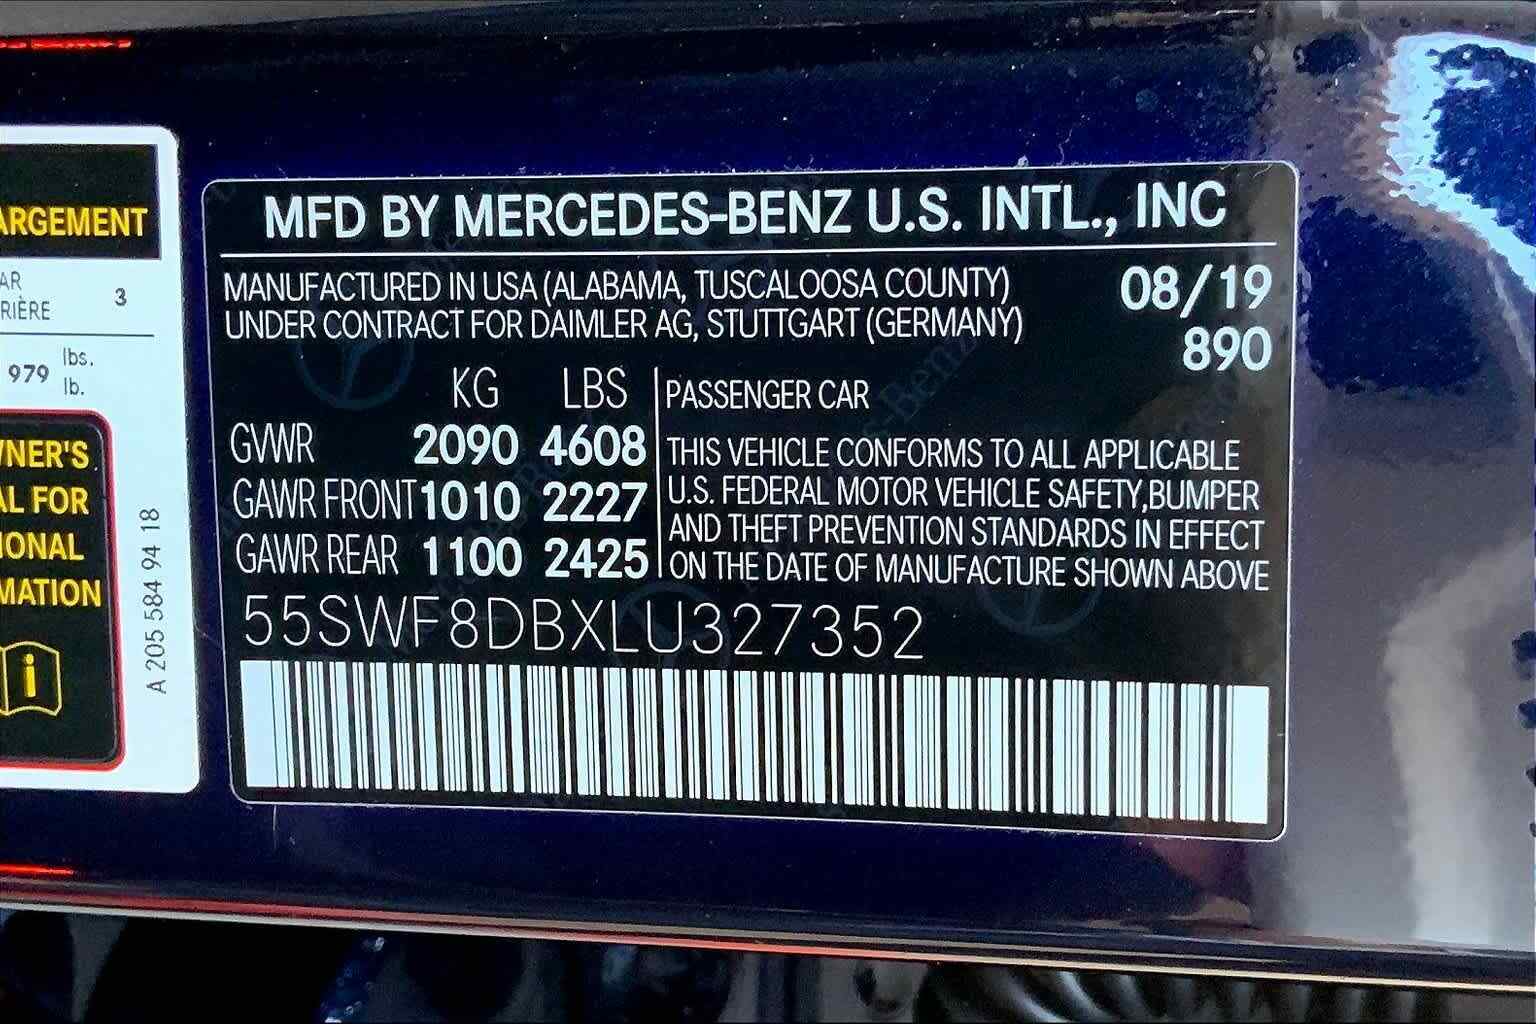 ARGEMENT
AR
RIÈRE 3
979 lbs.
lb.
NER'S
AL FOR
IONAL
MATION
i
A 205 584 94 18
MFD BY MERCEDES-BENZ U.S. INTL., INC
MANUFACTURED IN USA (ALABAMA, TUSCALOOSA COUNTY) 08/19
UNDER CONTRACT FOR DAIMLER AG, STUTTGART (GERMANY) 890
KG LBS
GVWR 2090 4608
GAWR FRONT 1010 2227
GAWR REAR 1100 2425
PASSENGER CAR
THIS VEHICLE CONFORMS TO ALL APPLICABLE
U.S. FEDERAL MOTOR VEHICLE SAFETY,BUMPER
AND THEFT PREVENTION STANDARDS IN EFFECT
ON THE DATE OF MANUFACTURE SHOWN ABOVE
55SWF8DBXLU327352